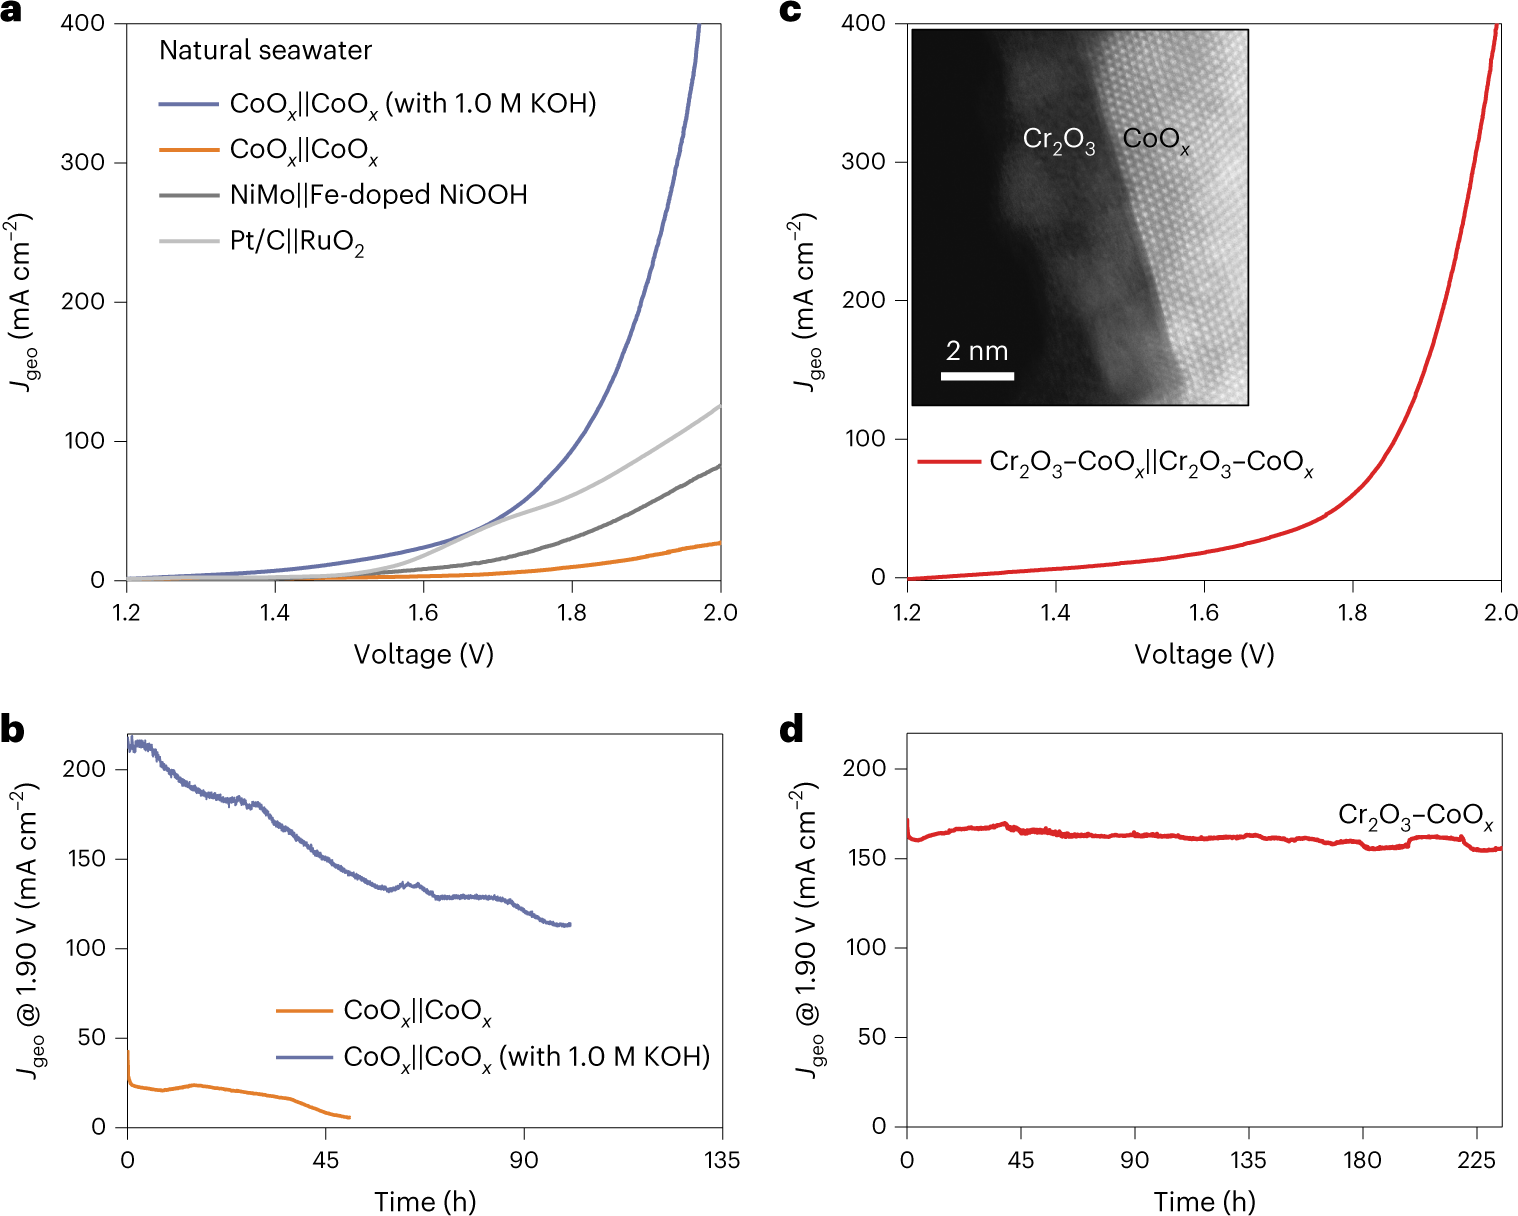 a
400
300
200
100
0
J_geo (mA cm⁻²)
Natural seawater
CoOₓ||CoOₓ (with 1.0 M KOH)
CoOₓ||CoOₓ
NiMo||Fe-doped NiOOH
Pt/C||RuO₂
1.2 1.4 1.6 1.8 2.0
Voltage (V)
c
400
300
200
100
0
J_geo (mA cm⁻²)
Cr₂O₃ CoOₓ
2 nm
Cr₂O₃–CoOₓ||Cr₂O₃–CoOₓ
1.2 1.4 1.6 1.8 2.0
Voltage (V)
b
200
150
100
50
0
J_geo @ 1.90 V (mA cm⁻²)
CoOₓ||CoOₓ
CoOₓ||CoOₓ (with 1.0 M KOH)
0 45 90 135
Time (h)
d
200
150
100
50
0
J_geo @ 1.90 V (mA cm⁻²)
Cr₂O₃–CoOₓ
0 45 90 135 180 225
Time (h)